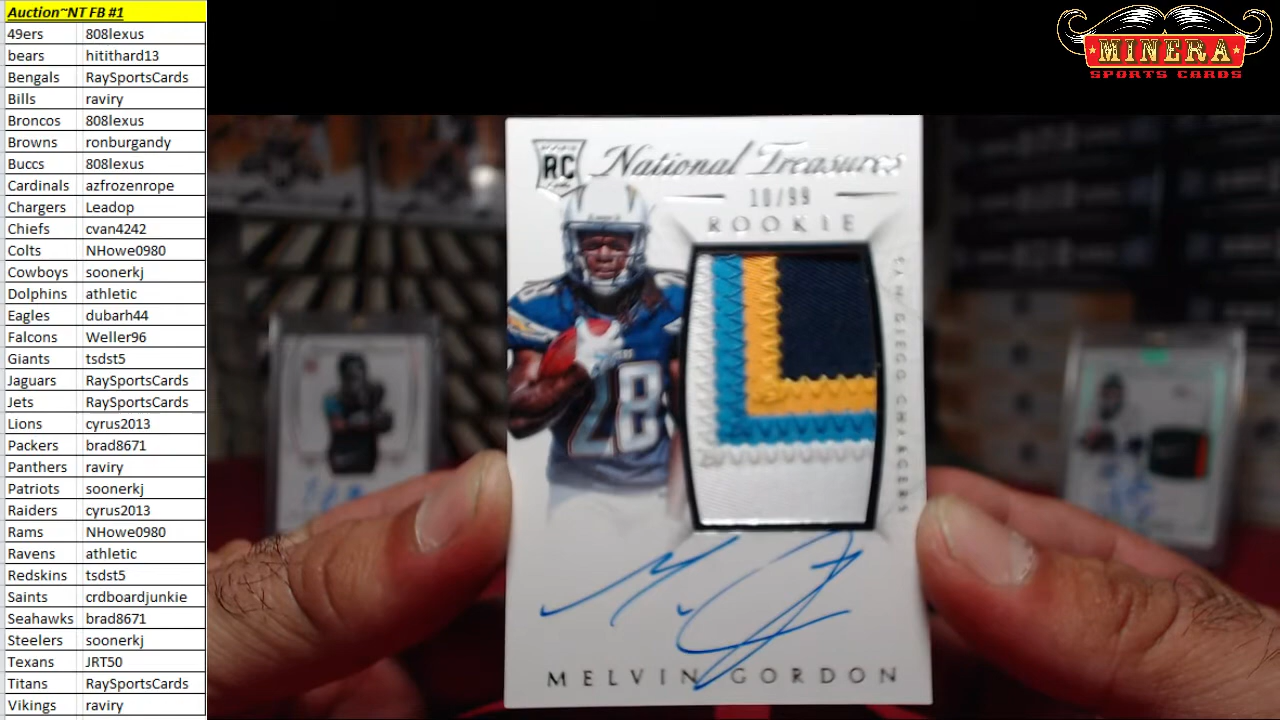 Auction~NT FB #1
49ers 808lexus
bears hitithard13
Bengals RaySportsCards
Bills raviry
Broncos 808lexus
Browns ronburgandy
Buccs 808lexus
Cardinals azfrozenrope
Chargers Leadop
Chiefs cvan4242
Colts NHowe0980
Cowboys soonerkj
Dolphins athletic
Eagles dubarh44
Falcons Weller96
Giants tsdst5
Jaguars RaySportsCards
Jets RaySportsCards
Lions cyrus2013
Packers brad8671
Panthers raviry
Patriots soonerkj
Raiders cyrus2013
Rams NHowe0980
Ravens athletic
Redskins tsdst5
Saints crdboardjunkie
Seahawks brad8671
Steelers soonerkj
Texans JRT50
Titans RaySportsCards
Vikings raviry
MINERA
SPORTS CARDS
RC
National Treasures
10/99
ROOKIE
SAN DIEGO CHARGERS
28
MELVIN GORDON